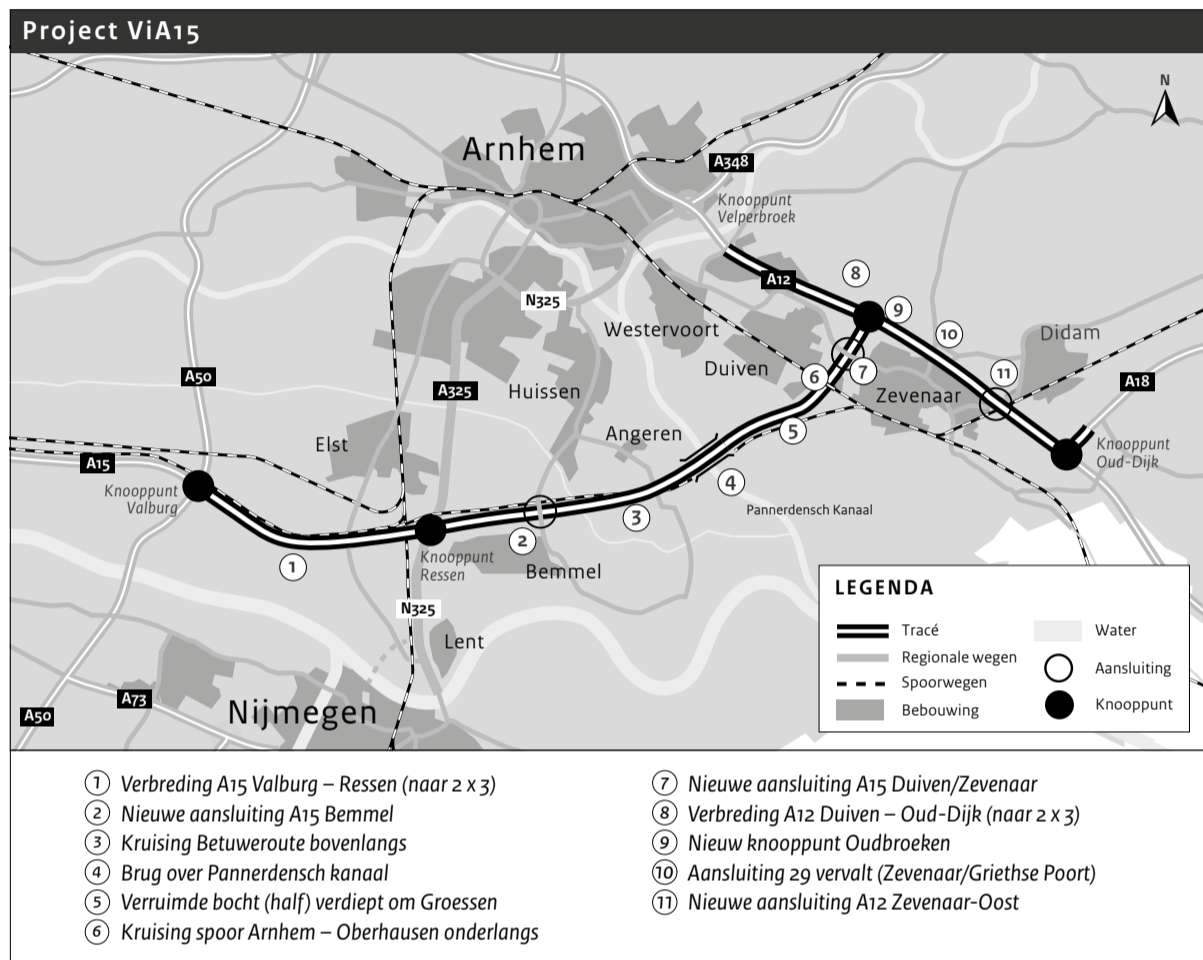 Project ViA15
N
Arnhem
A348
Knooppunt
Velperbroek
A12
8
9
N325
Westervoort
10
Didam
Duiven
7
11
A50
A325
Huissen
6
Zevenaar
A18
Elst
Angeren
5
Knooppunt
Oud-Dijk
A15
Knooppunt
Valburg
4
3
Pannerdensch Kanaal
2
Knooppunt
Ressen
1
Bemmel
N325
Lent
A73
A50
Nijmegen
LEGENDA
Tracé
Regionale wegen
Spoorwegen
Bebouwing
Water
Aansluiting
Knooppunt
1 Verbreding A15 Valburg – Ressen (naar 2 x 3)
2 Nieuwe aansluiting A15 Bemmel
3 Kruising Betuweroute bovenlangs
4 Brug over Pannerdensch kanaal
5 Verruimde bocht (half) verdiept om Groessen
6 Kruising spoor Arnhem – Oberhausen onderlangs
7 Nieuwe aansluiting A15 Duiven/Zevenaar
8 Verbreding A12 Duiven – Oud-Dijk (naar 2 x 3)
9 Nieuw knooppunt Oudbroeken
10 Aansluiting 29 vervalt (Zevenaar/Griethse Poort)
11 Nieuwe aansluiting A12 Zevenaar-Oost